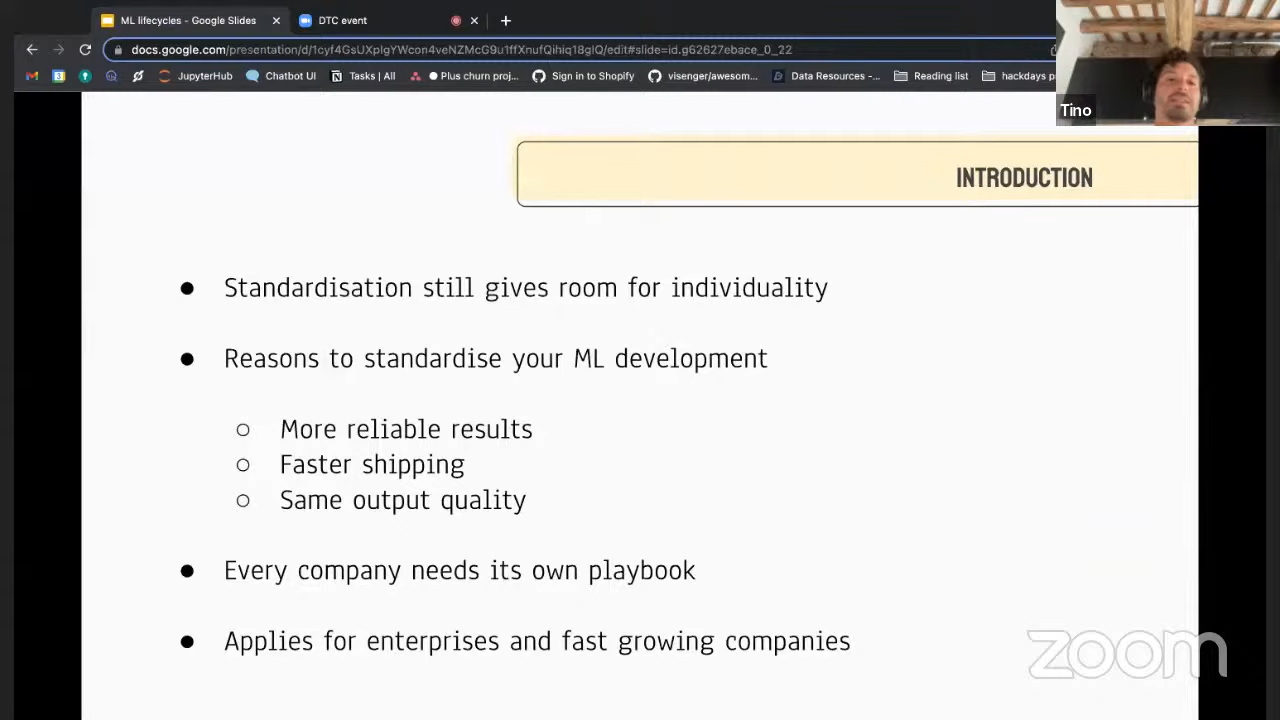 ML lifecycles - Google Slides
DTC event
docs.google.com/presentation/d/1cyf4GsUXplgYWcon4veNZMcG9u1ffXnufQihiq18glQ/edit#slide=id.g62627ebace_0_22
JupyterHub
Chatbot UI
Tasks | All
Plus churn proj...
Sign in to Shopify
visenger/awesom...
Data Resources -...
Reading list
hackdays pr
Tino
INTRODUCTION
Standardisation still gives room for individuality
Reasons to standardise your ML development
More reliable results
Faster shipping
Same output quality
Every company needs its own playbook
Applies for enterprises and fast growing companies
zoom